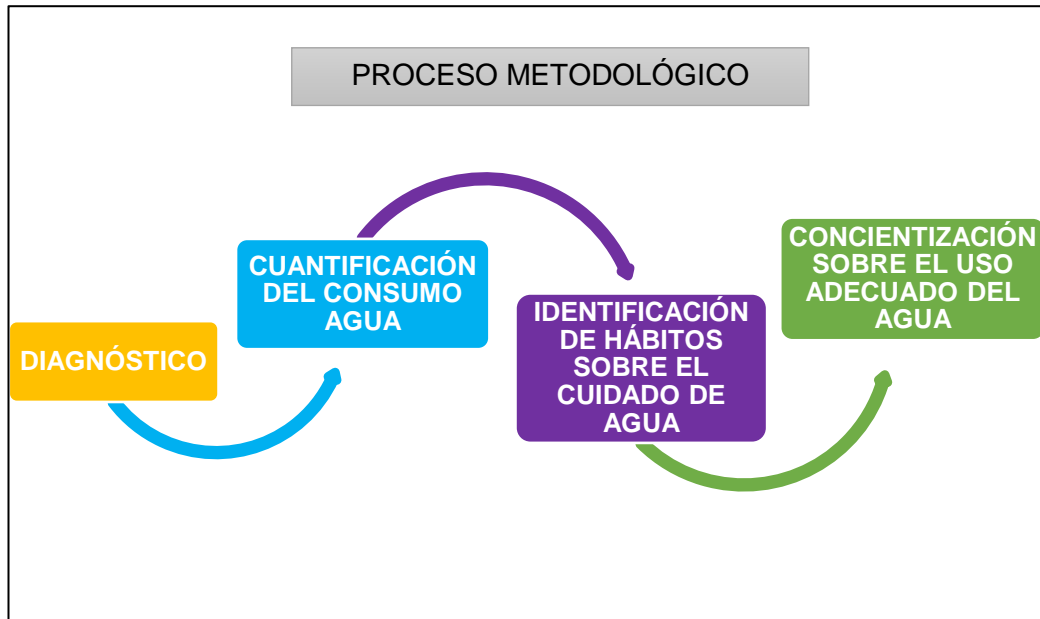 PROCESO METODOLÓGICO
DIAGNÓSTICO
CUANTIFICACIÓN
DEL CONSUMO
AGUA
IDENTIFICACIÓN
DE HÁBITOS
SOBRE EL
CUIDADO DE
AGUA
CONCIENTIZACIÓN
SOBRE EL USO
ADECUADO DEL
AGUA